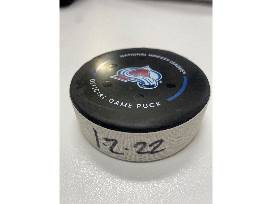 NATIONAL HOCKEY LEAGUE
OFFICIAL GAME PUCK
12.22